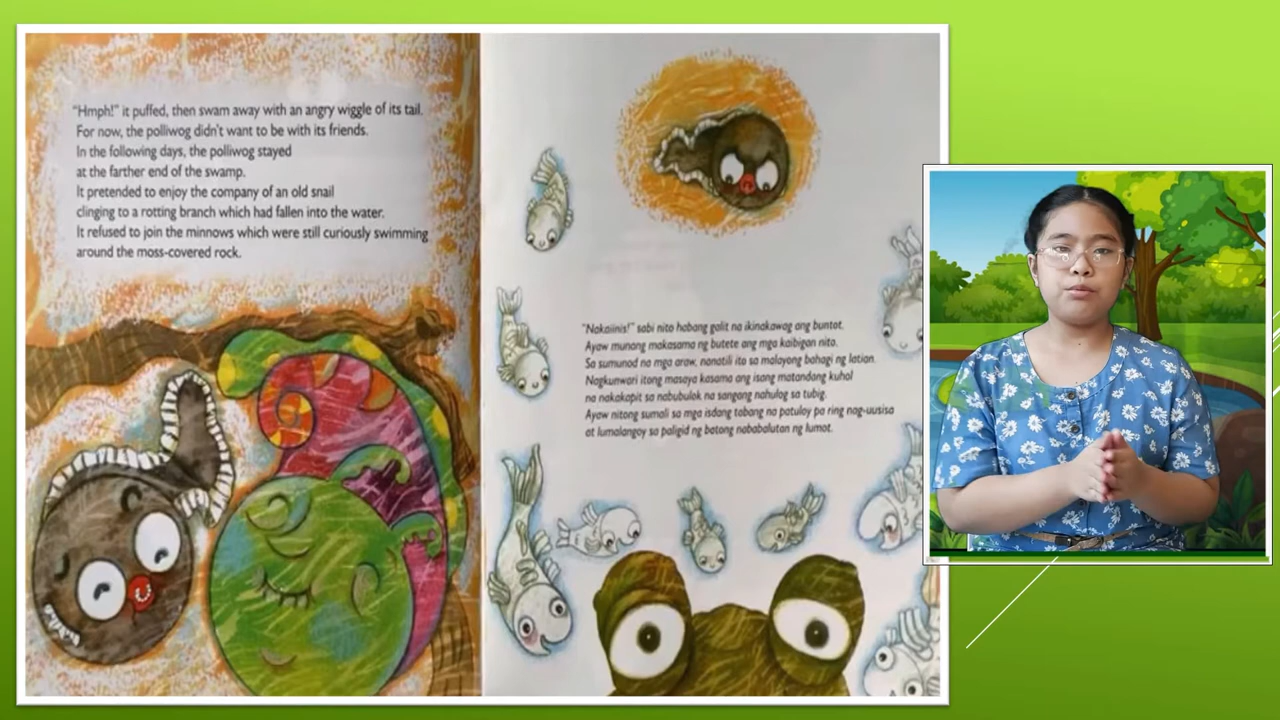 "Hmph!" it puffed, then swam away with an angry wiggle of its tail.
For now, the polliwog didn't want to be with its friends.
In the following days, the polliwog stayed
at the farther end of the swamp.
It pretended to enjoy the company of an old snail
clinging to a rotting branch which had fallen into the water.
It refused to join the minnows which were still curiously swimming
around the moss-covered rock.
"Nakaiinis!" sabi nito habang galit na ikinakawag ang buntot.
Ayaw munang makasama ng butete ang mga kaibigan nito.
Sa sumunod na mga araw, nanatili ito sa malayong bahagi ng latian.
Nagkunwari itong masaya kasama ang isang matandang kuhol
na nakakapit sa nabubulok na sangang nahulog sa tubig.
Ayaw nitong sumali sa mga isdang tabang na patuloy pa ring nag-uusisa
at lumalangoy sa paligid ng batong nababalutan ng lumot.